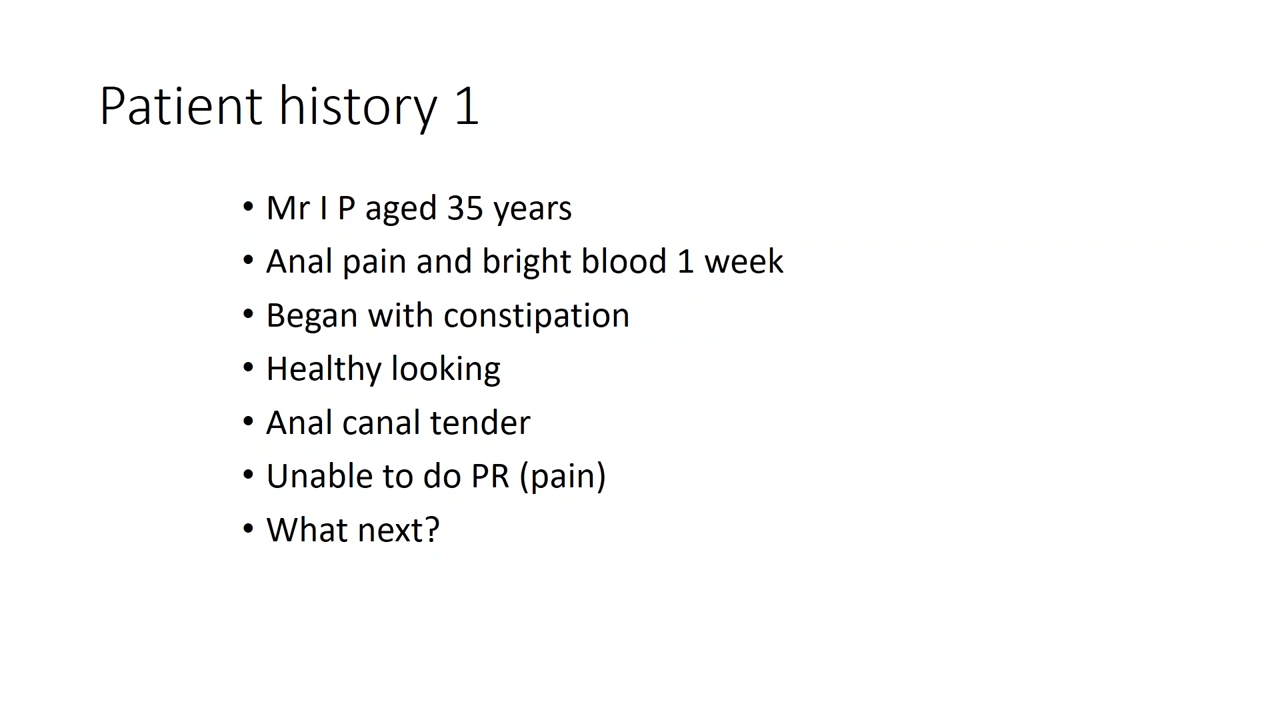 Patient history 1
• Mr I P aged 35 years
• Anal pain and bright blood 1 week
• Began with constipation
• Healthy looking
• Anal canal tender
• Unable to do PR (pain)
• What next?